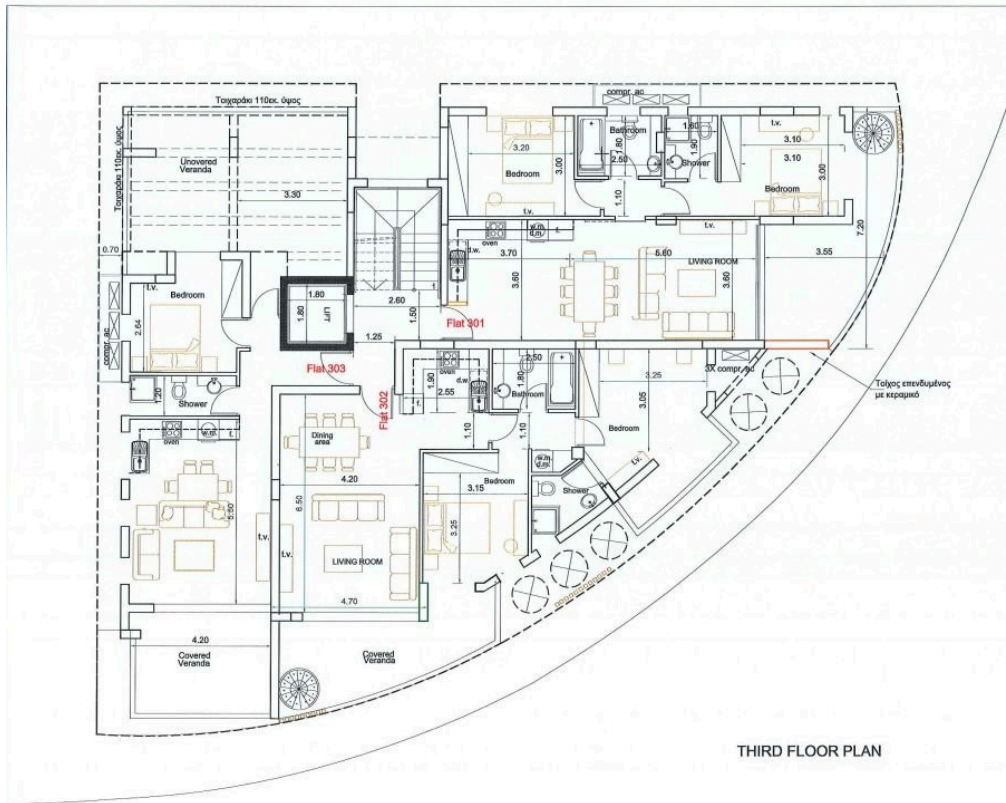 Τοιχαράκι 110εκ. ύψος
Τοιχαράκι 110εκ. ύψος
Unovered
Veranda
3.30
0.70
t.v.
Bedroom
2.64
compr. ac
1.80
1.80
LIFT
2.60
1.50
1.25
Flat 301
Flat 303
Flat 302
compr. ac
3.20
3.00
Bedroom
t.v.
Bathroom
1.80
2.50
1.10
1.60
1.90
Shower
t.v.
3.10
3.10
3.00
Bedroom
7.20
oven
w.m.
d.m.
f.
d.w.
3.70
3.60
t.v.
5.60
LIVING ROOM
3.60
3.55
1.20
Shower
oven
w.m.
f.
5.60
t.v.
4.20
Covered
Veranda
Dining
area
4.20
6.50
t.v.
LIVING ROOM
4.70
Covered
Veranda
oven
d.w.
1.90
2.55
f.
2.50
1.80
Bathroom
1.10
1.10
3.25
3.05
3X compr. ac
Bedroom
t.v.
Bedroom
3.15
3.25
w.m.
d.m.
Shower
Τοίχος επενδυμένος
με κεραμικό
THIRD FLOOR PLAN